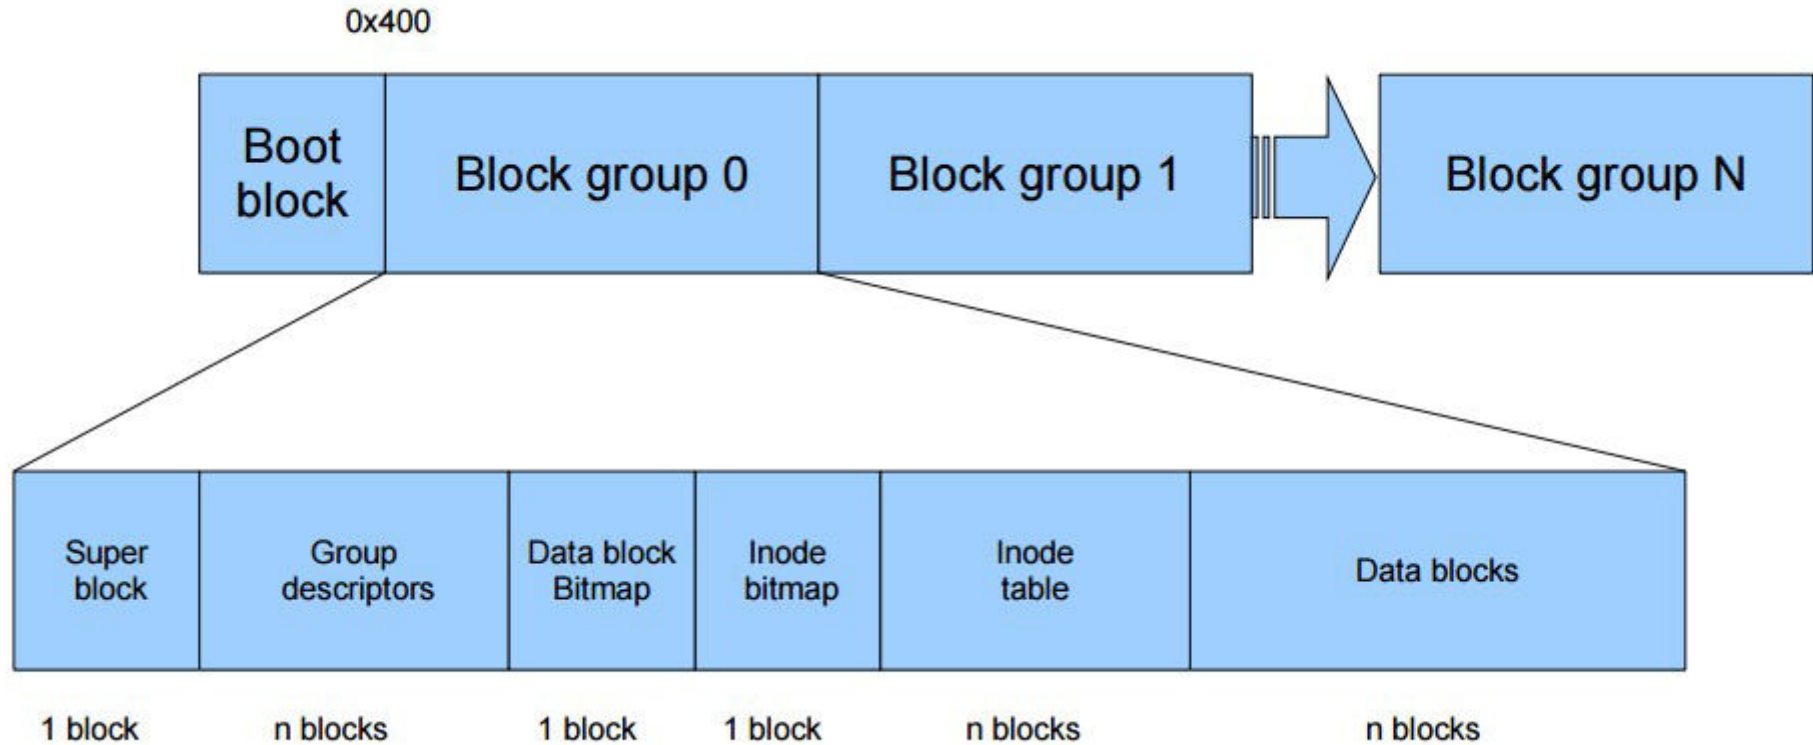 0x400
Boot
block
Block group 0
Block group 1
Block group N
Super
block
Group
descriptors
Data block
Bitmap
Inode
bitmap
Inode
table
Data blocks
1 block
n blocks
1 block
1 block
n blocks
n blocks